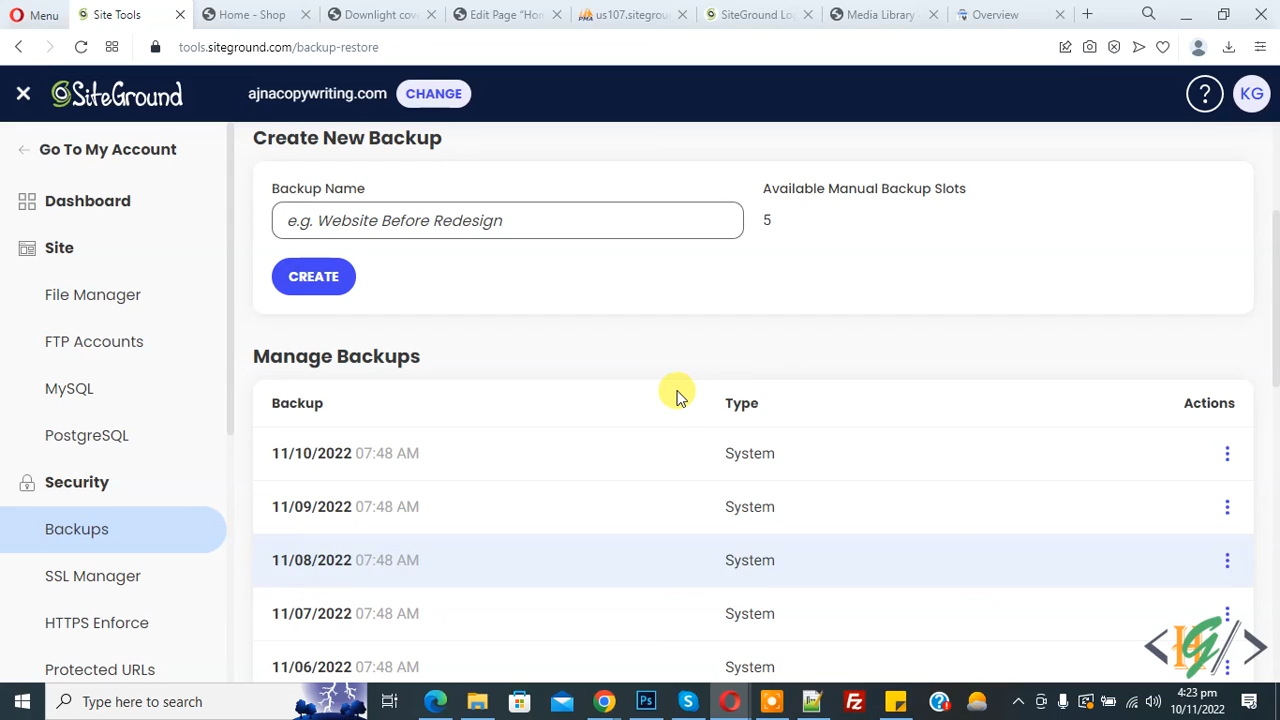 Menu
Site Tools
Home - Shop
Downlight cov
Edit Page "Hom
us107.sitegrou
SiteGround Lo
Media Library
Overview
tools.siteground.com/backup-restore
SiteGround
ajnacopywriting.com
CHANGE
?
KG
Go To My Account
Dashboard
Site
File Manager
FTP Accounts
MySQL
PostgreSQL
Security
Backups
SSL Manager
HTTPS Enforce
Protected URLs
Create New Backup
Backup Name
Available Manual Backup Slots
e.g. Website Before Redesign
5
CREATE
Manage Backups
Backup Type Actions
11/10/2022 07:48 AM System
11/09/2022 07:48 AM System
11/08/2022 07:48 AM System
11/07/2022 07:48 AM System
11/06/2022 07:48 AM System
Type here to search
4:23 pm
10/11/2022